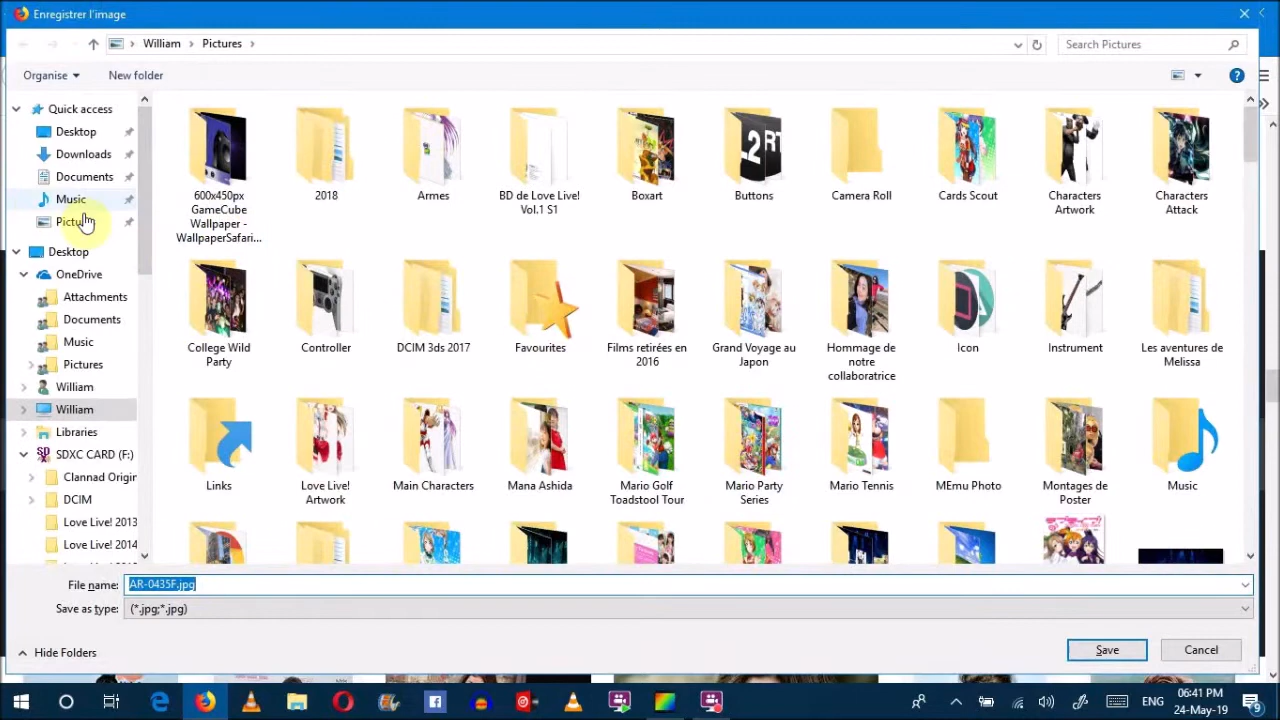 Enregistrer l'image
William
Pictures
Search Pictures
Organise
New folder
Quick access
Desktop
Downloads
Documents
Music
Desktop
OneDrive
Attachments
Documents
Music
Pictures
William
William
Libraries
SDXC CARD (F:)
Clannad Origin
DCIM
Love Live! 2013
Love Live! 2014
600x450px
GameCube
Wallpaper -
WallpaperSafari...
2018
Armes
BD de Love Live!
Vol.1 S1
Boxart
Buttons
Camera Roll
Cards Scout
Characters
Artwork
Characters
Attack
College Wild
Party
Controller
DCIM 3ds 2017
Favourites
Films retirées en
2016
Grand Voyage au
Japon
Hommage de
notre
collaboratrice
Icon
Instrument
Les aventures de
Melissa
Links
Love Live!
Artwork
Main Characters
Mana Ashida
Mario Golf
Toadstool Tour
Mario Party
Series
Mario Tennis
MEmu Photo
Montages de
Poster
Music
File name:
AR-0435F.jpg
Save as type:
(*.jpg;*.jpg)
Hide Folders
Save
Cancel
ENG
06:41 PM
24-May-19
9